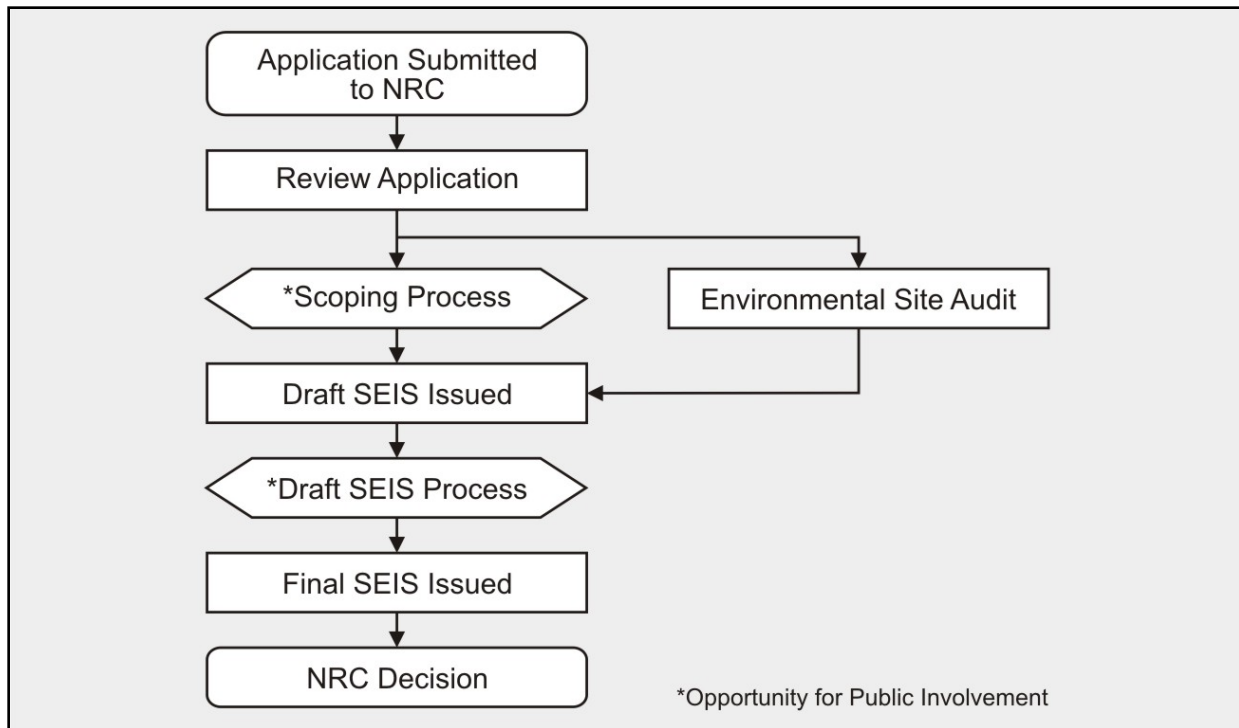 Application Submitted
to NRC
Review Application
*Scoping Process
Environmental Site Audit
Draft SEIS Issued
*Draft SEIS Process
Final SEIS Issued
NRC Decision
*Opportunity for Public Involvement